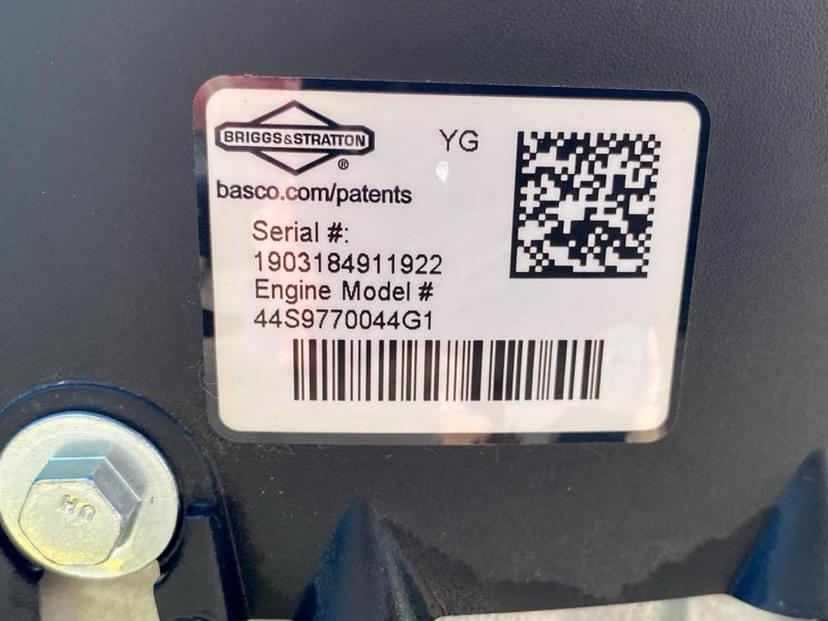 BRIGGS&STRATTON
®
YG
basco.com/patents
Serial #:
1903184911922
Engine Model #
44S9770044G1